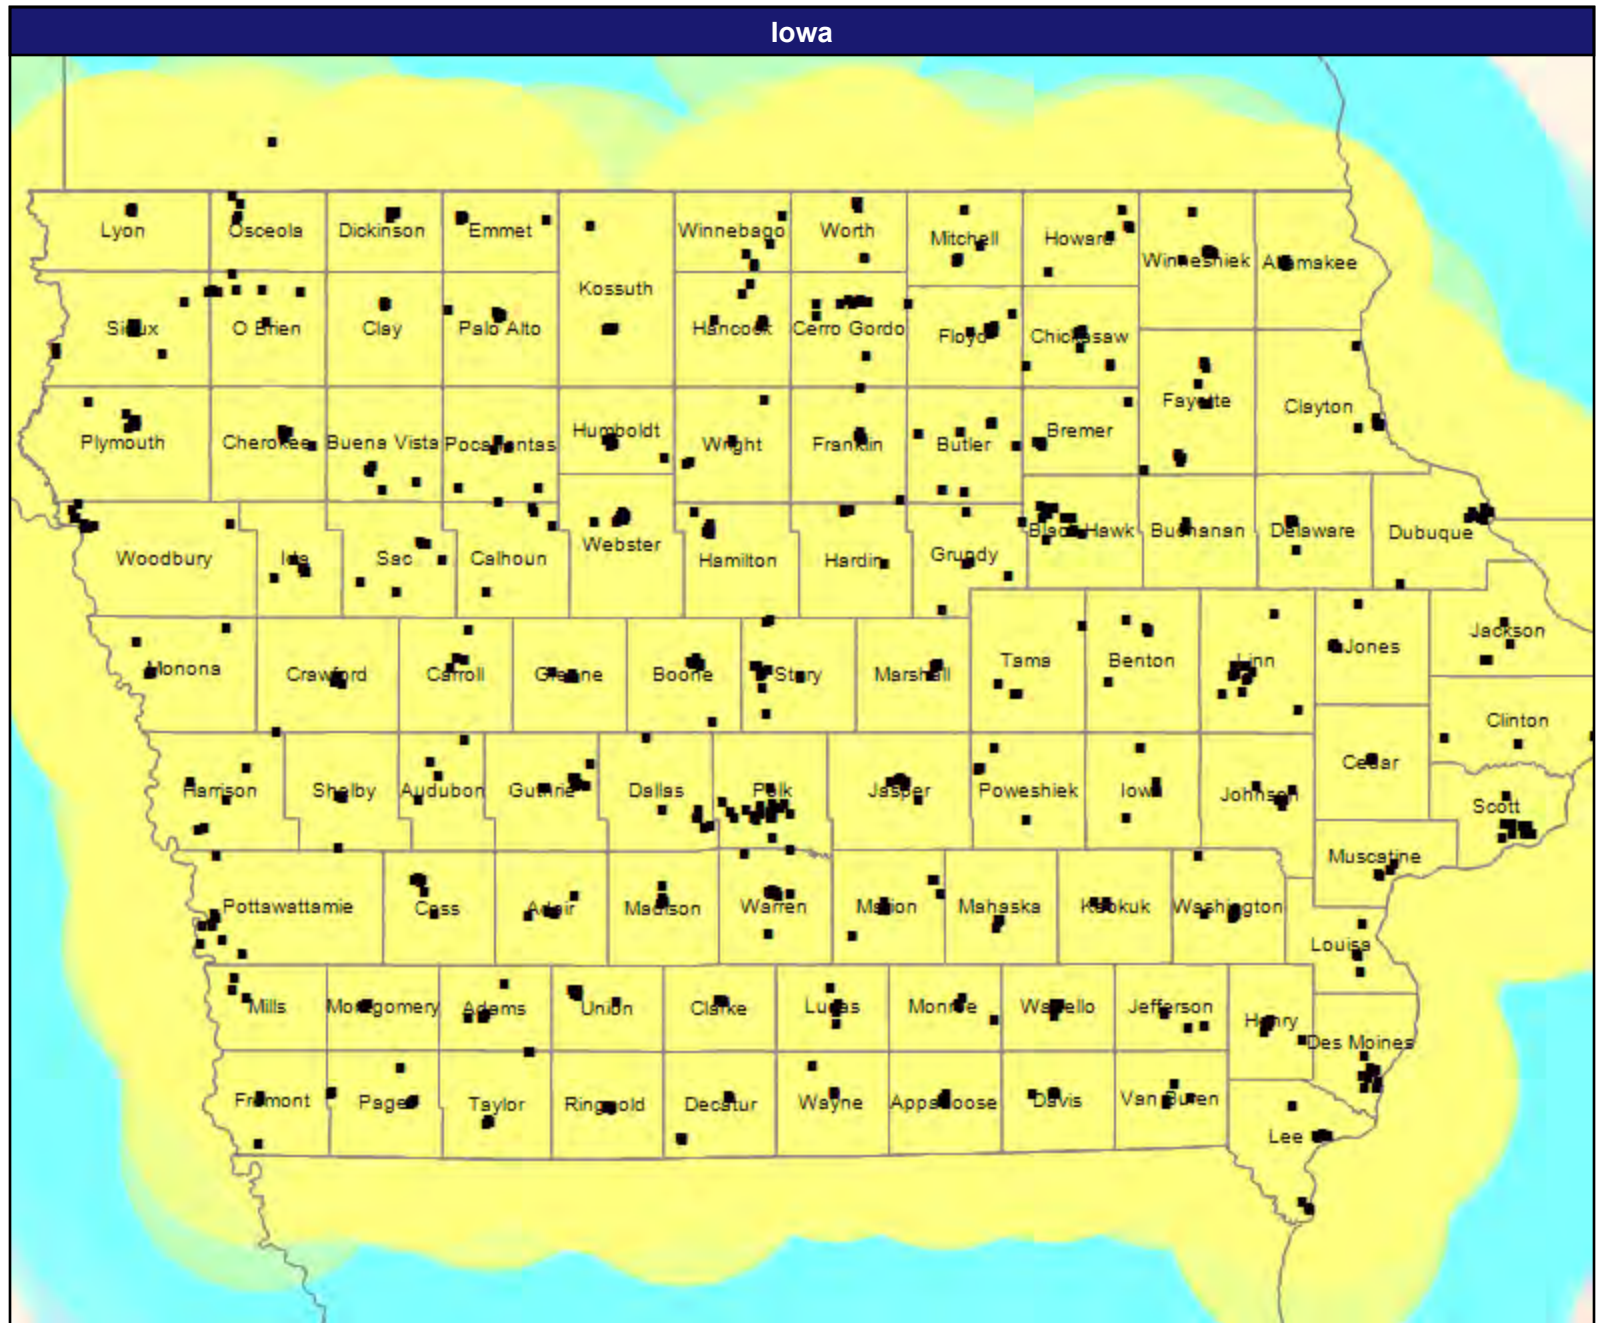 Iowa
Lyon
Osceola
Dickinson
Emmet
Winnebago
Worth
Mitchell
Howard
Winneshiek
Allamakee
Kossuth
Sioux
O Brien
Clay
Palo Alto
Hancock
Cerro Gordo
Floyd
Chickasaw
Fayette
Clayton
Plymouth
Cherokee
Buena Vista
Pocahontas
Humboldt
Wright
Franklin
Butler
Bremer
Woodbury
Ida
Sac
Calhoun
Webster
Hamilton
Hardin
Grundy
Black Hawk
Buchanan
Delaware
Dubuque
Monona
Crawford
Carroll
Greene
Boone
Story
Marshall
Tama
Benton
Linn
Jones
Jackson
Clinton
Harrison
Shelby
Audubon
Guthrie
Dallas
Polk
Jasper
Poweshiek
Iowa
Johnson
Cedar
Scott
Muscatine
Pottawattamie
Cass
Adair
Madison
Warren
Marion
Mahaska
Keokuk
Washington
Louisa
Mills
Montgomery
Adams
Union
Clarke
Lucas
Monroe
Wapello
Jefferson
Henry
Des Moines
Fremont
Page
Taylor
Ringgold
Decatur
Wayne
Appanoose
Davis
Van Buren
Lee